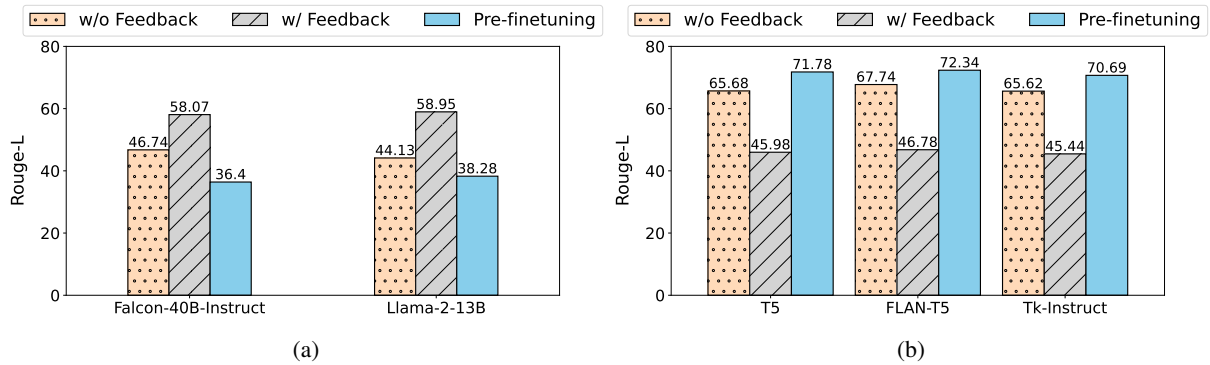 w/o Feedback w/ Feedback Pre-finetuning
80
60
40
20
0
Rouge-L
46.74 58.07 36.4
44.13 58.95 38.28
Falcon-40B-Instruct Llama-2-13B
(a)
w/o Feedback w/ Feedback Pre-finetuning
80
60
40
20
0
Rouge-L
65.68 45.98 71.78
67.74 46.78 72.34
65.62 45.44 70.69
T5 FLAN-T5 Tk-Instruct
(b)